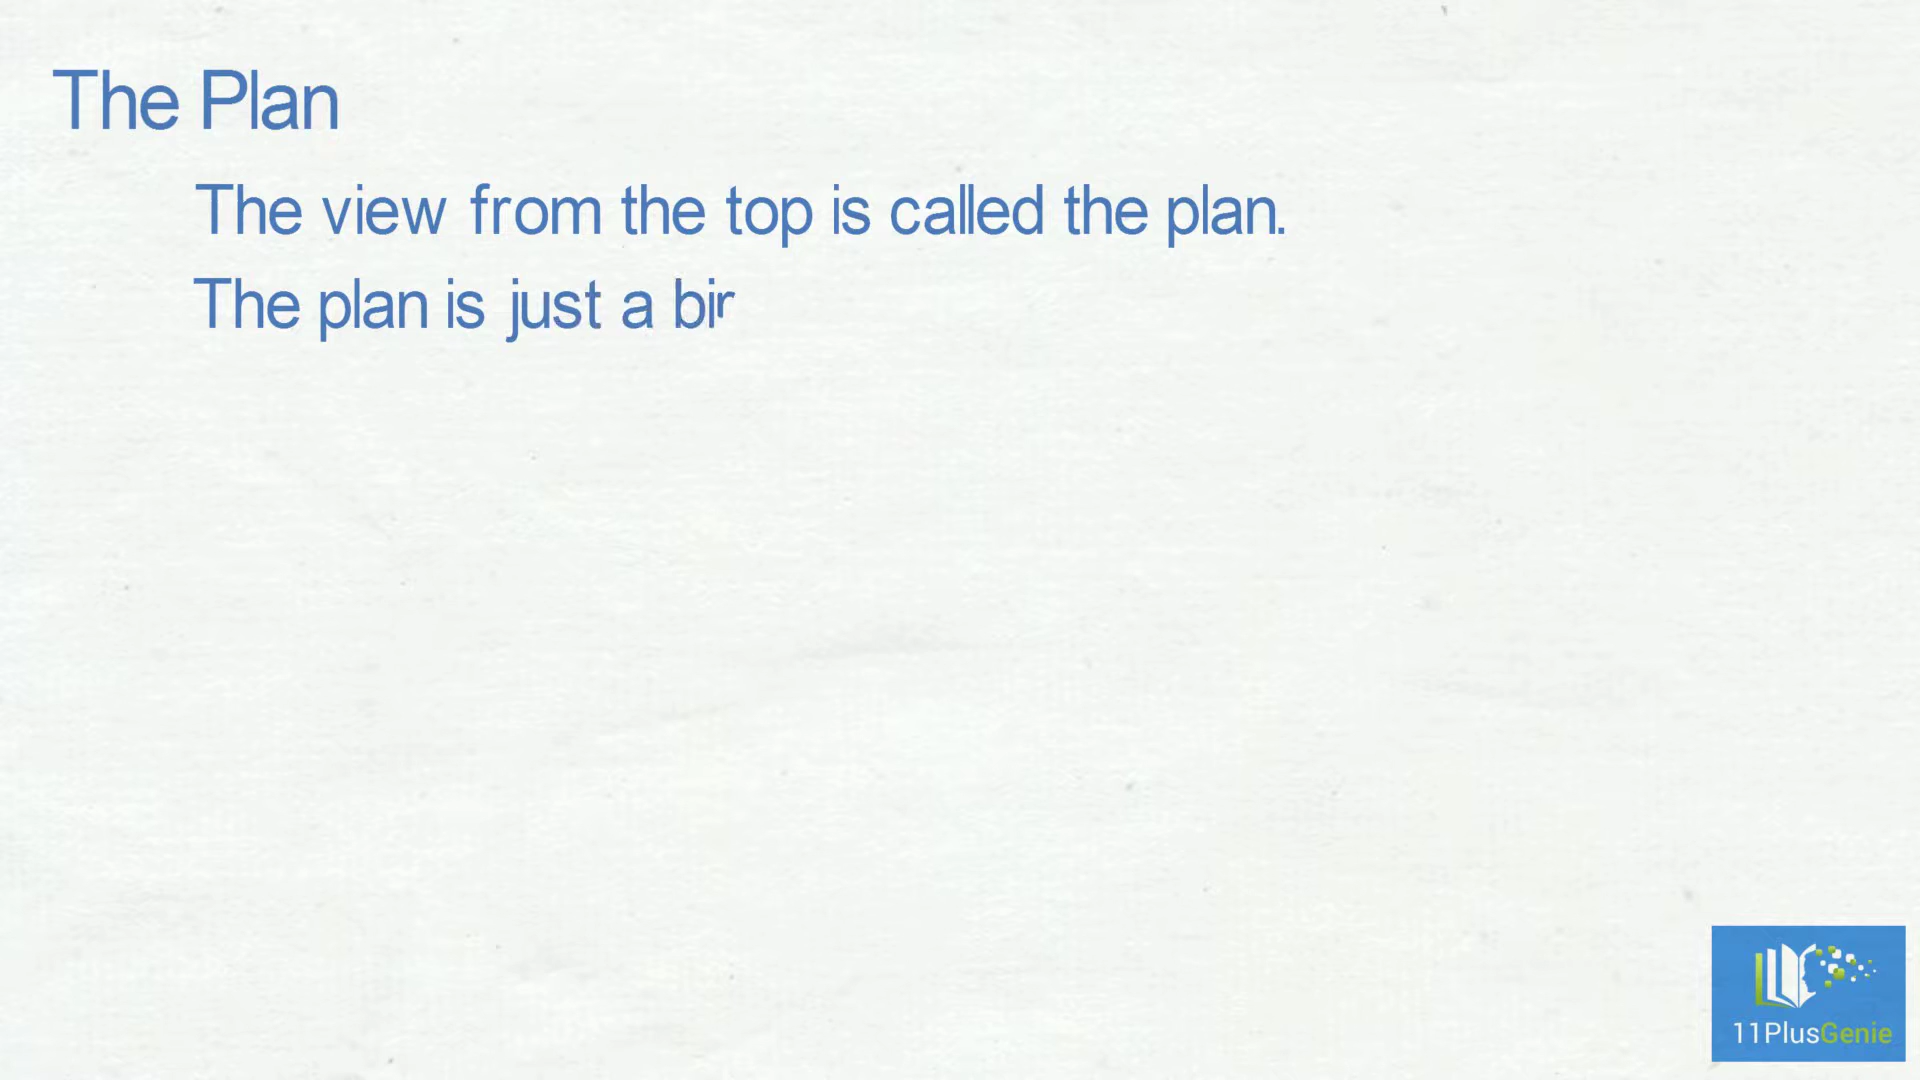 The Plan
The view from the top is called the plan.
The plan is just a bir
11PlusGenie